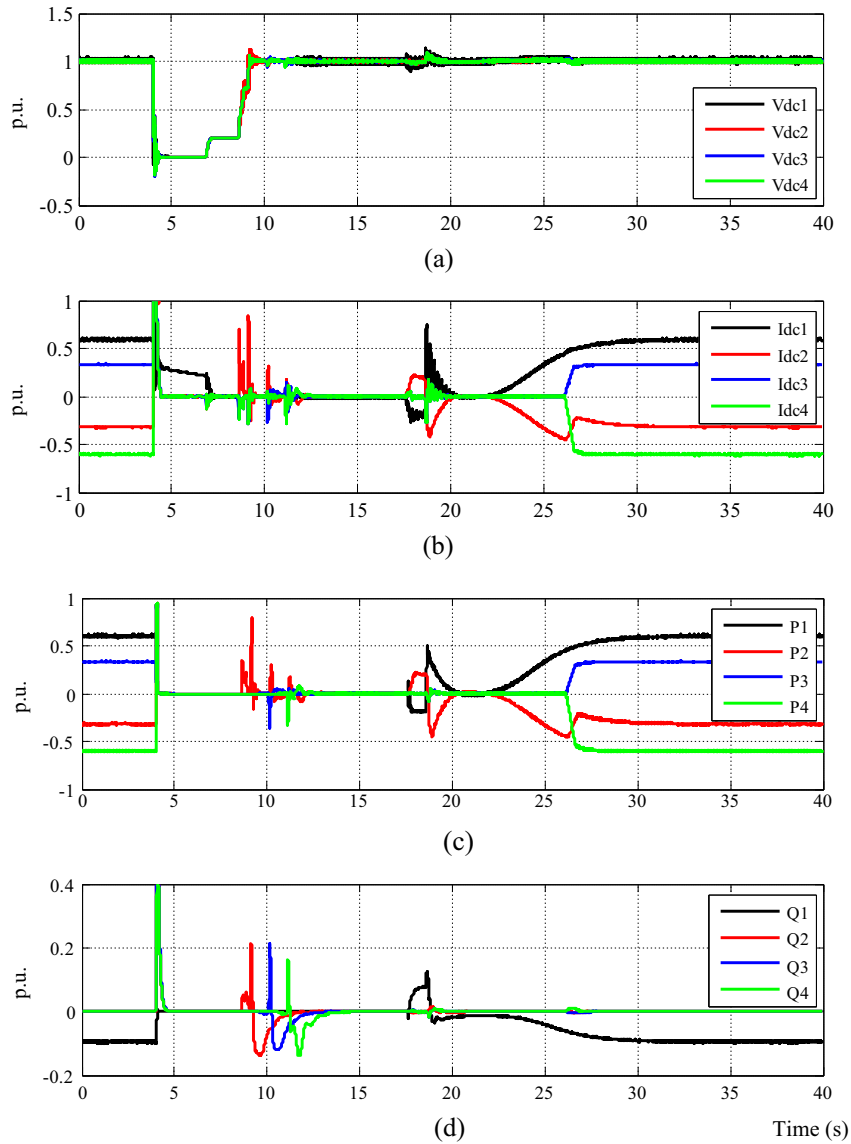 1.5
1
0.5
0
-0.5
p.u.
Vdc1
Vdc2
Vdc3
Vdc4
0 5 10 15 20 25 30 35 40
(a)
1
0.5
0
-0.5
-1
p.u.
Idc1
Idc2
Idc3
Idc4
0 5 10 15 20 25 30 35 40
(b)
1
0.5
0
-0.5
-1
p.u.
P1
P2
P3
P4
0 5 10 15 20 25 30 35 40
(c)
0.4
0.2
0
-0.2
p.u.
Q1
Q2
Q3
Q4
0 5 10 15 20 25 30 35 40
(d) Time (s)